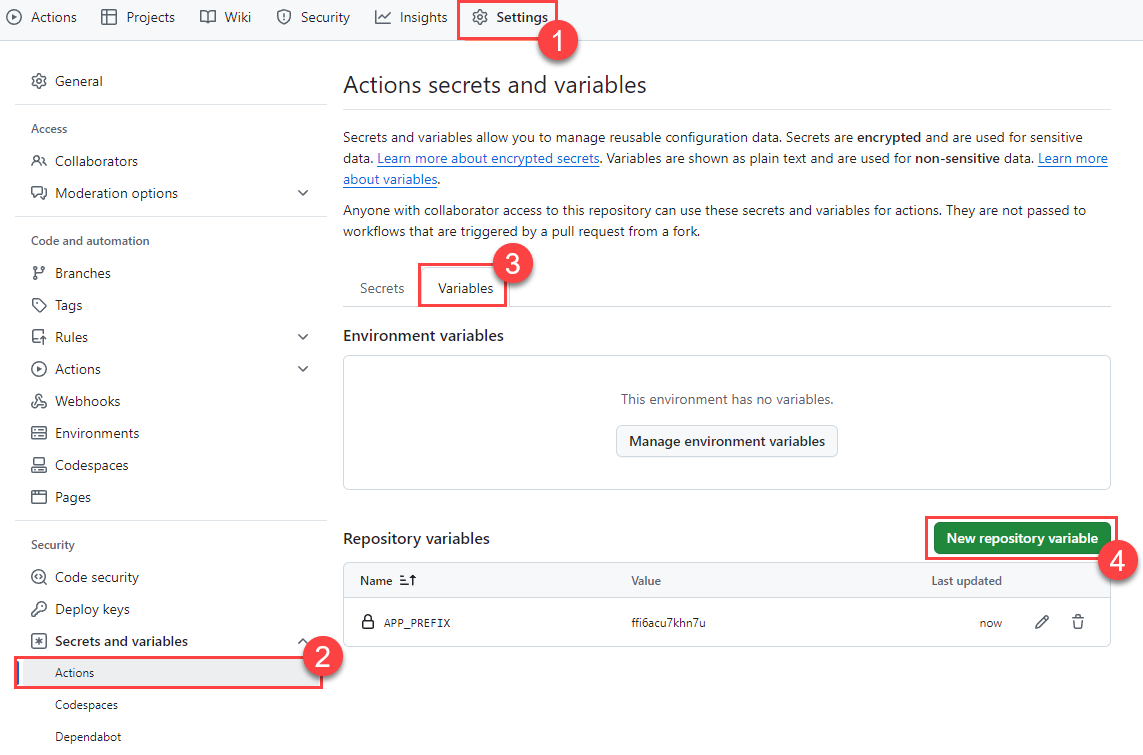 Actions Projects Wiki Security Insights Settings
1
General
Access
Collaborators
Moderation options
Code and automation
Branches
Tags
Rules
Actions
Webhooks
Environments
Codespaces
Pages
Security
Code security
Deploy keys
Secrets and variables
2
Actions
Codespaces
Dependabot
Actions secrets and variables
Secrets and variables allow you to manage reusable configuration data. Secrets are encrypted and are used for sensitive
data. Learn more about encrypted secrets. Variables are shown as plain text and are used for non-sensitive data. Learn more
about variables.
Anyone with collaborator access to this repository can use these secrets and variables for actions. They are not passed to
workflows that are triggered by a pull request from a fork.
3
Secrets Variables
Environment variables
This environment has no variables.
Manage environment variables
Repository variables New repository variable
4
Name Value Last updated
APP_PREFIX ffi6acu7khn7u now